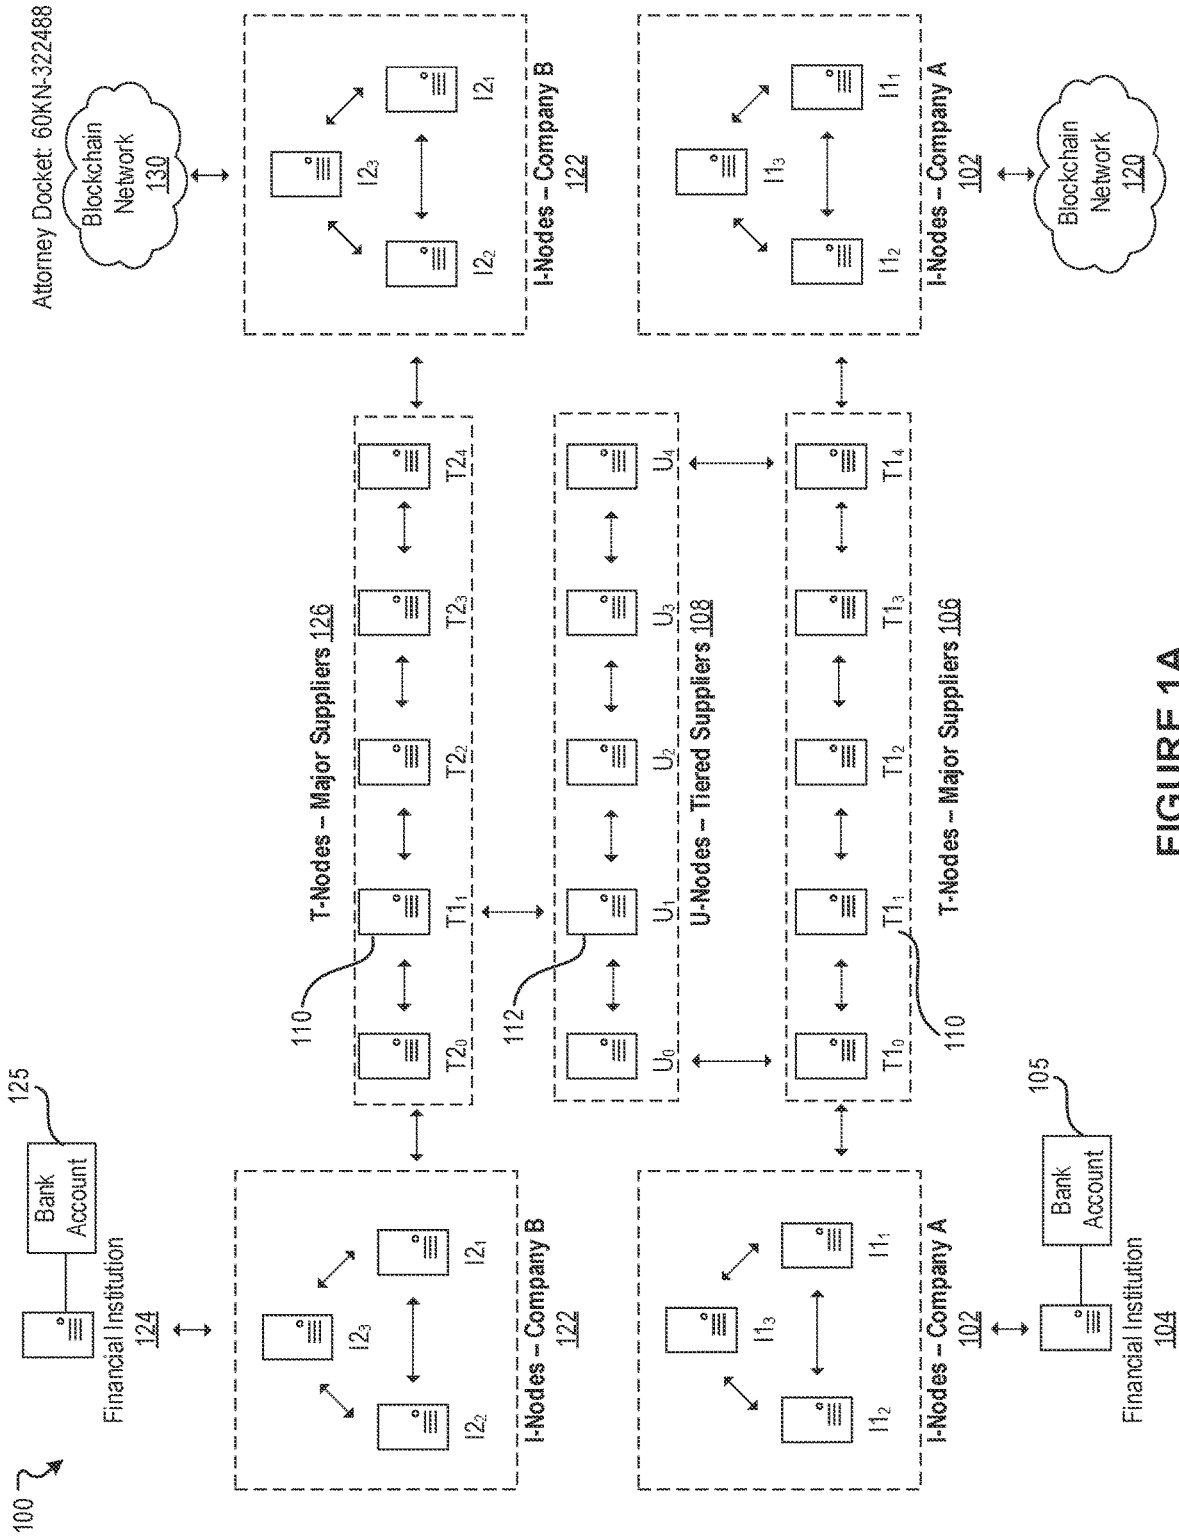 Attorney Docket: 60KN-322488
100
125
Bank
Account
Financial Institution
124
Blockchain
Network
130
I2₃
I2₂
I2₁
I-Nodes – Company B
122
T-Nodes – Major Suppliers 126
110
T2₀
T1₁
T2₂
T2₃
T2₄
I2₃
I2₂
I2₁
I-Nodes – Company B
122
112
U₀
U₁
U₂
U₃
U₄
U-Nodes – Tiered Suppliers 108
I1₃
I1₂
I1₁
I-Nodes – Company A
102
T1₀
T1₁
T1₂
T1₃
T1₄
110
T-Nodes – Major Suppliers 106
I1₃
I1₂
I1₁
I-Nodes – Company A
102
105
Bank
Account
Financial Institution
104
Blockchain
Network
120
FIGURE 1A